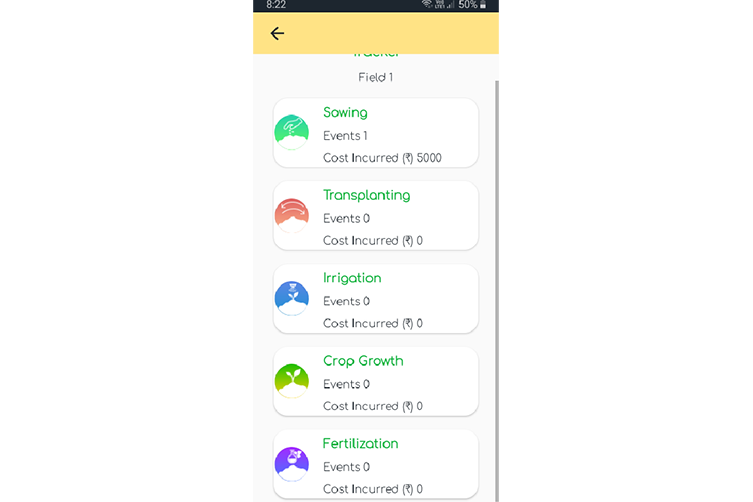 8:22
50%
Tracker
Field 1
Sowing
Events 1
Cost Incurred (₹) 5000
Transplanting
Events 0
Cost Incurred (₹) 0
Irrigation
Events 0
Cost Incurred (₹) 0
Crop Growth
Events 0
Cost Incurred (₹) 0
Fertilization
Events 0
Cost Incurred (₹) 0